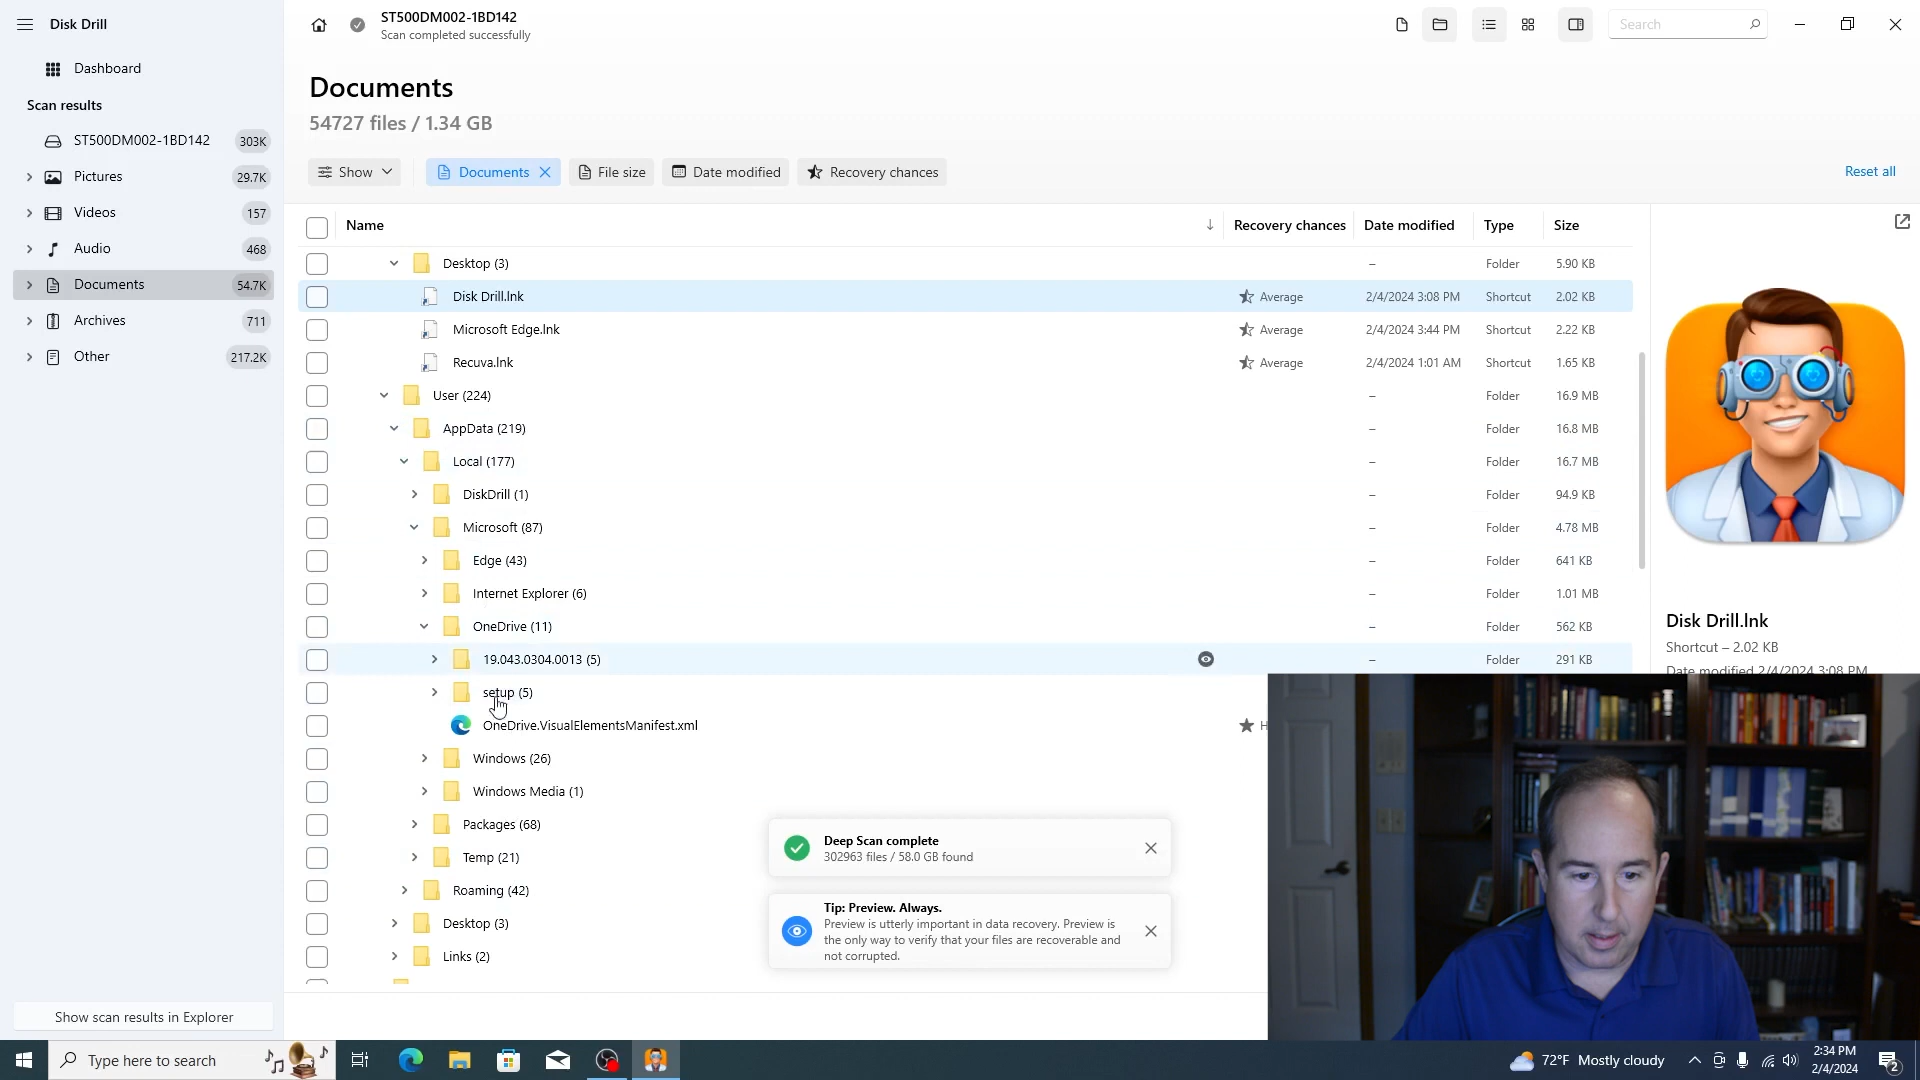 Disk Drill
ST500DM002-1BD142
Scan completed successfully
Search
Dashboard
Scan results
ST500DM002-1BD142 303K
Pictures 29.7K
Videos 157
Audio 468
Documents 54.7K
Archives 711
Other 217.2K
Show scan results in Explorer
Documents
54727 files / 1.34 GB
Show Documents File size Date modified Recovery chances Reset all
Name Recovery chances Date modified Type Size
Desktop (3) – Folder 5.90 KB
Disk Drill.lnk Average 2/4/2024 3:08 PM Shortcut 2.02 KB
Microsoft Edge.lnk Average 2/4/2024 3:44 PM Shortcut 2.22 KB
Recuva.lnk Average 2/4/2024 1:01 AM Shortcut 1.65 KB
User (224) – Folder 16.9 MB
AppData (219) – Folder 16.8 MB
Local (177) – Folder 16.7 MB
DiskDrill (1) – Folder 94.9 KB
Microsoft (87) – Folder 4.78 MB
Edge (43) – Folder 641 KB
Internet Explorer (6) – Folder 1.01 MB
OneDrive (11) – Folder 562 KB
19.043.0304.0013 (5) – Folder 291 KB
setup (5)
OneDrive.VisualElementsManifest.xml H
Windows (26)
Windows Media (1)
Packages (68)
Temp (21)
Roaming (42)
Desktop (3)
Links (2)
Disk Drill.lnk
Shortcut – 2.02 KB
Date modified 2/4/2024 3:08 PM
Deep Scan complete
302963 files / 58.0 GB found
Tip: Preview. Always.
Preview is utterly important in data recovery. Preview is
the only way to verify that your files are recoverable and
not corrupted.
Type here to search
72°F Mostly cloudy
2:34 PM
2/4/2024
2